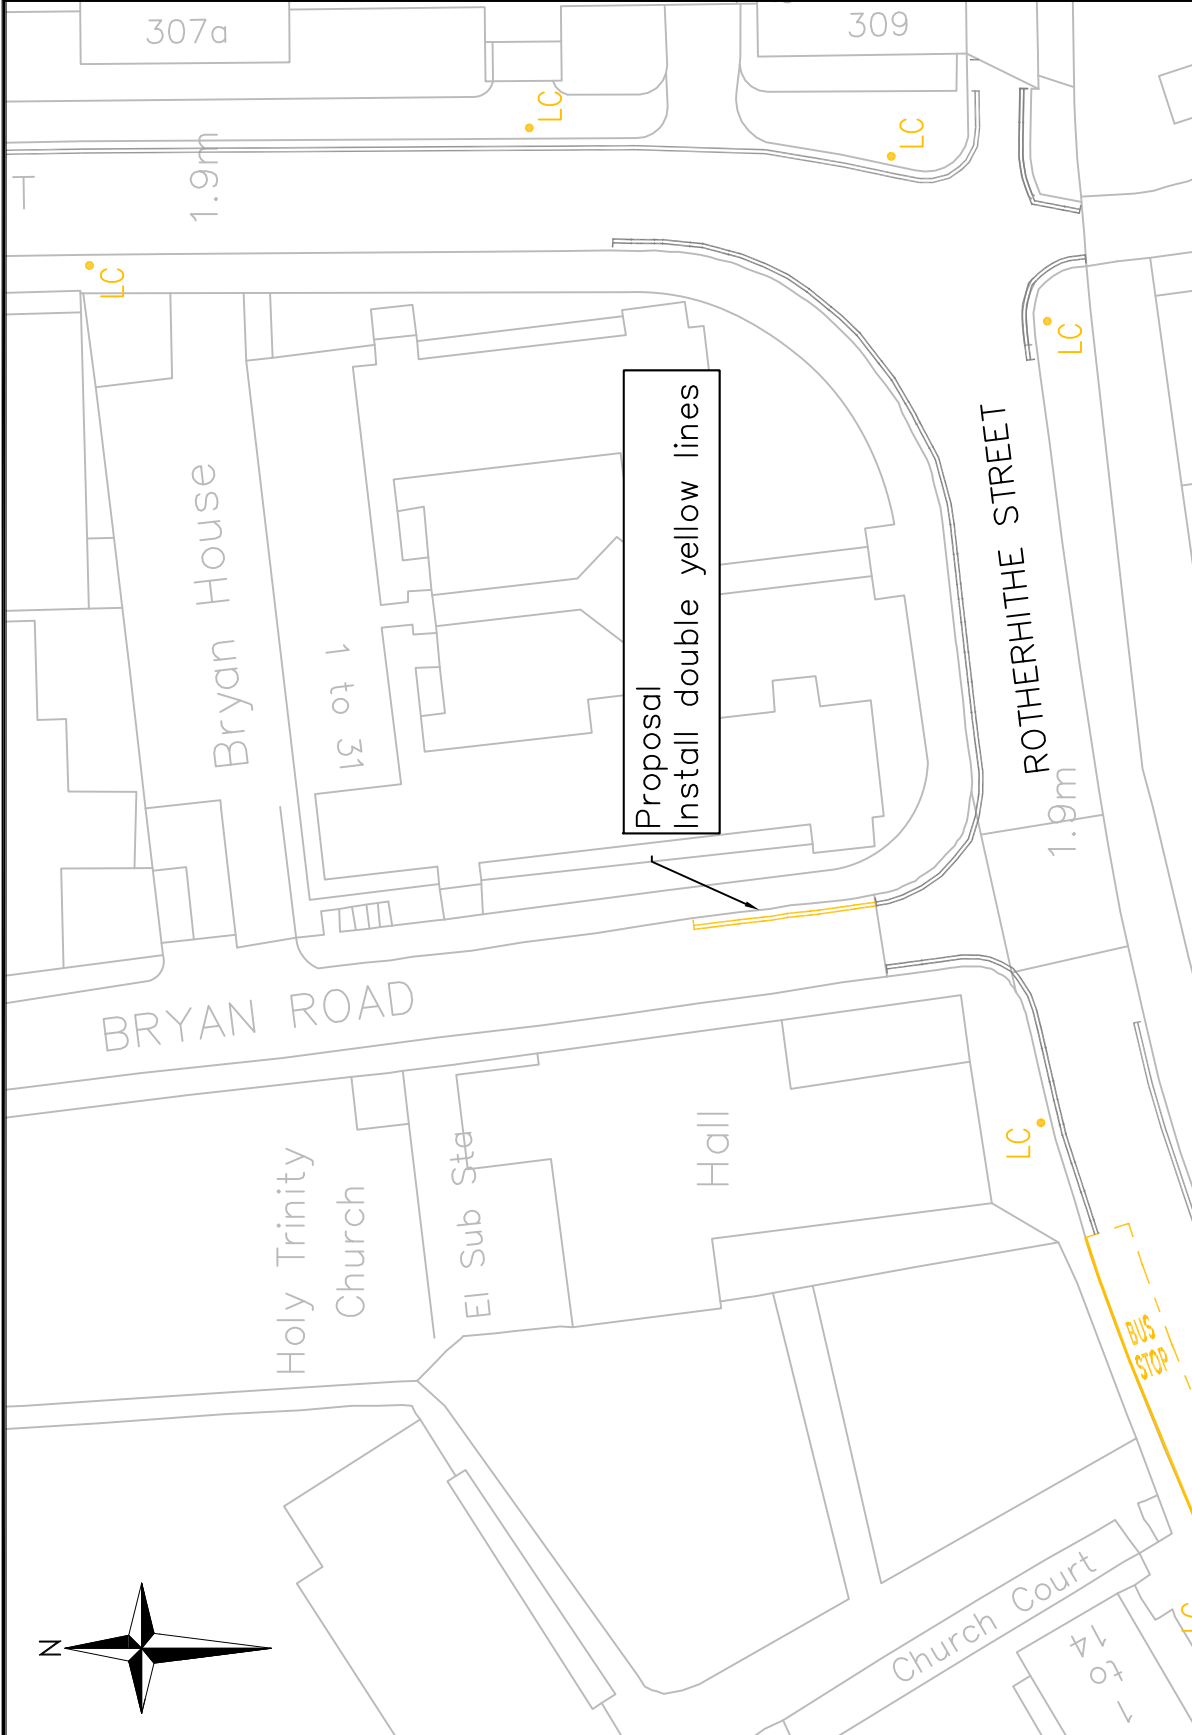 N
Church Court
1 to 14
Holy Trinity
Church
El Sub Sta
Hall
BUS
STOP
LC
LC
BRYAN ROAD
Bryan House
1 to 31
Proposal
Install double yellow lines
ROTHERHITHE STREET
1.9m
LC
LC
LC
LC
1.9m
T
307a
309